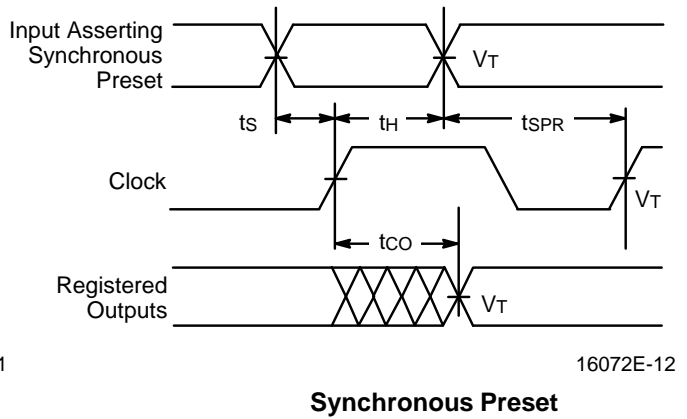 Input Asserting
Synchronous
Preset
VT
tS
tH
tSPR
Clock
VT
tCO
Registered
Outputs
VT
1
16072E-12
Synchronous Preset